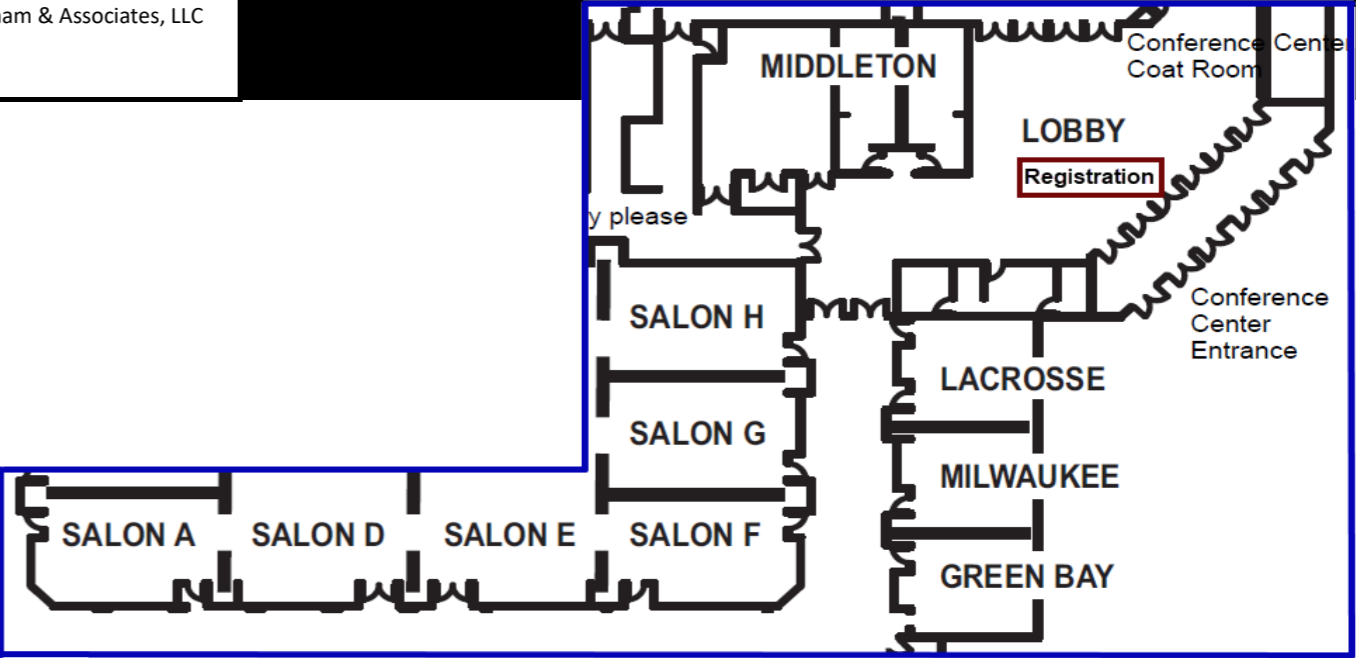 & Associates, LLC
MIDDLETON
Conference Center
Coat Room
LOBBY
Registration
please
SALON H
Conference
Center
Entrance
LACROSSE
SALON G
MILWAUKEE
SALON A
SALON D
SALON E
SALON F
GREEN BAY